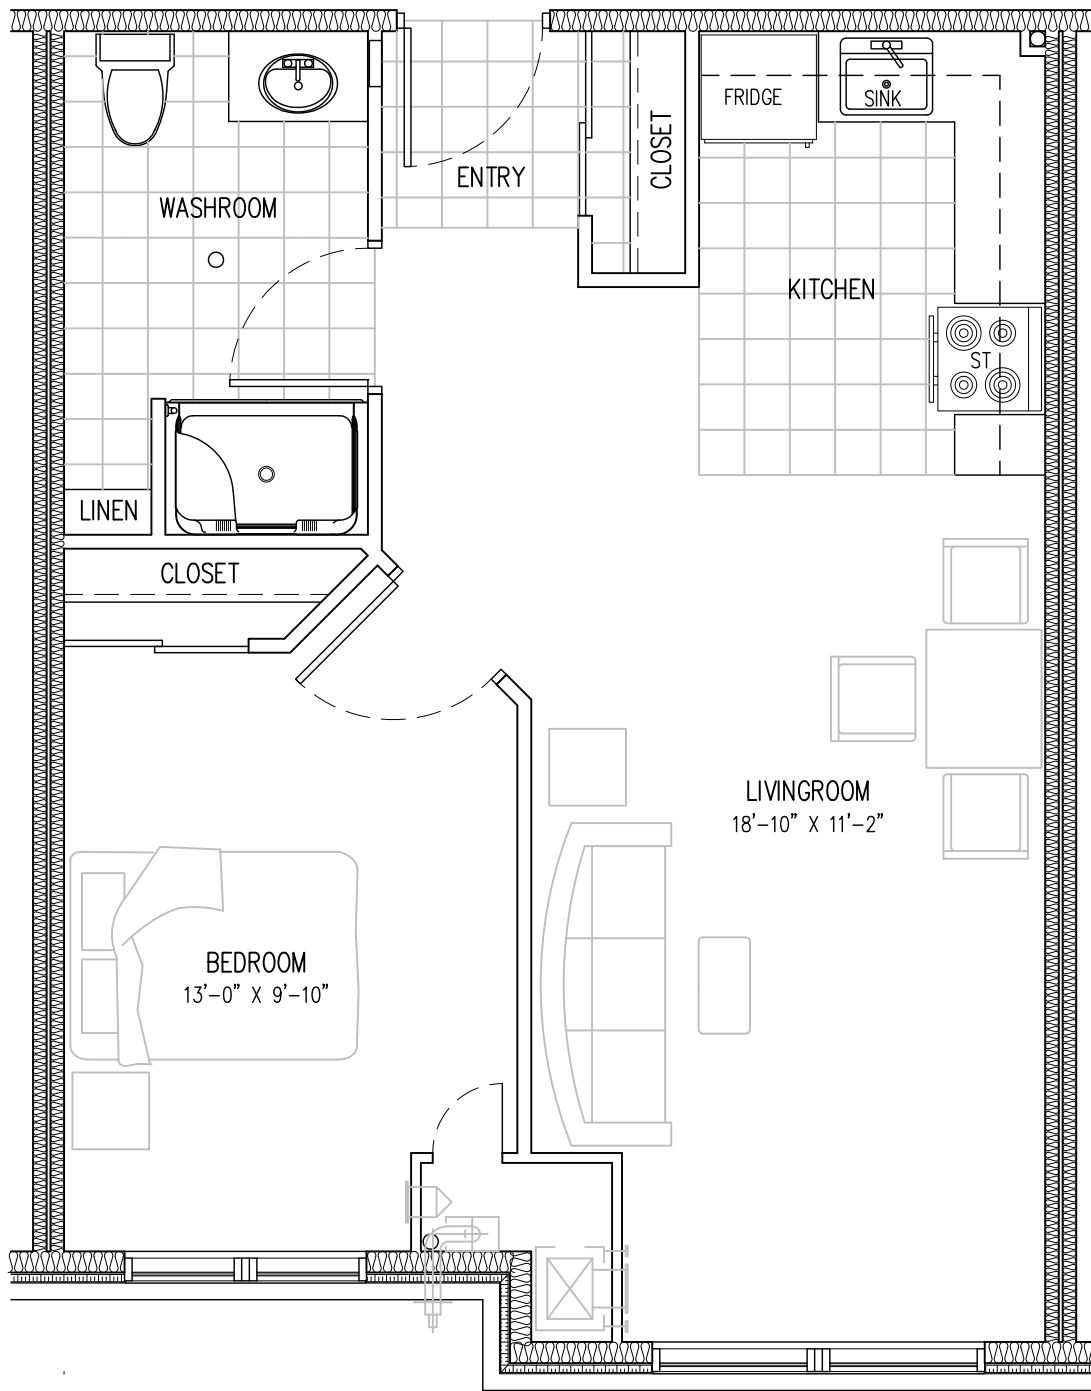 FRIDGE
SINK
CLOSET
ENTRY
WASHROOM
KITCHEN
ST
LINEN
CLOSET
LIVINGROOM
18'-10" X 11'-2"
BEDROOM
13'-0" X 9'-10"